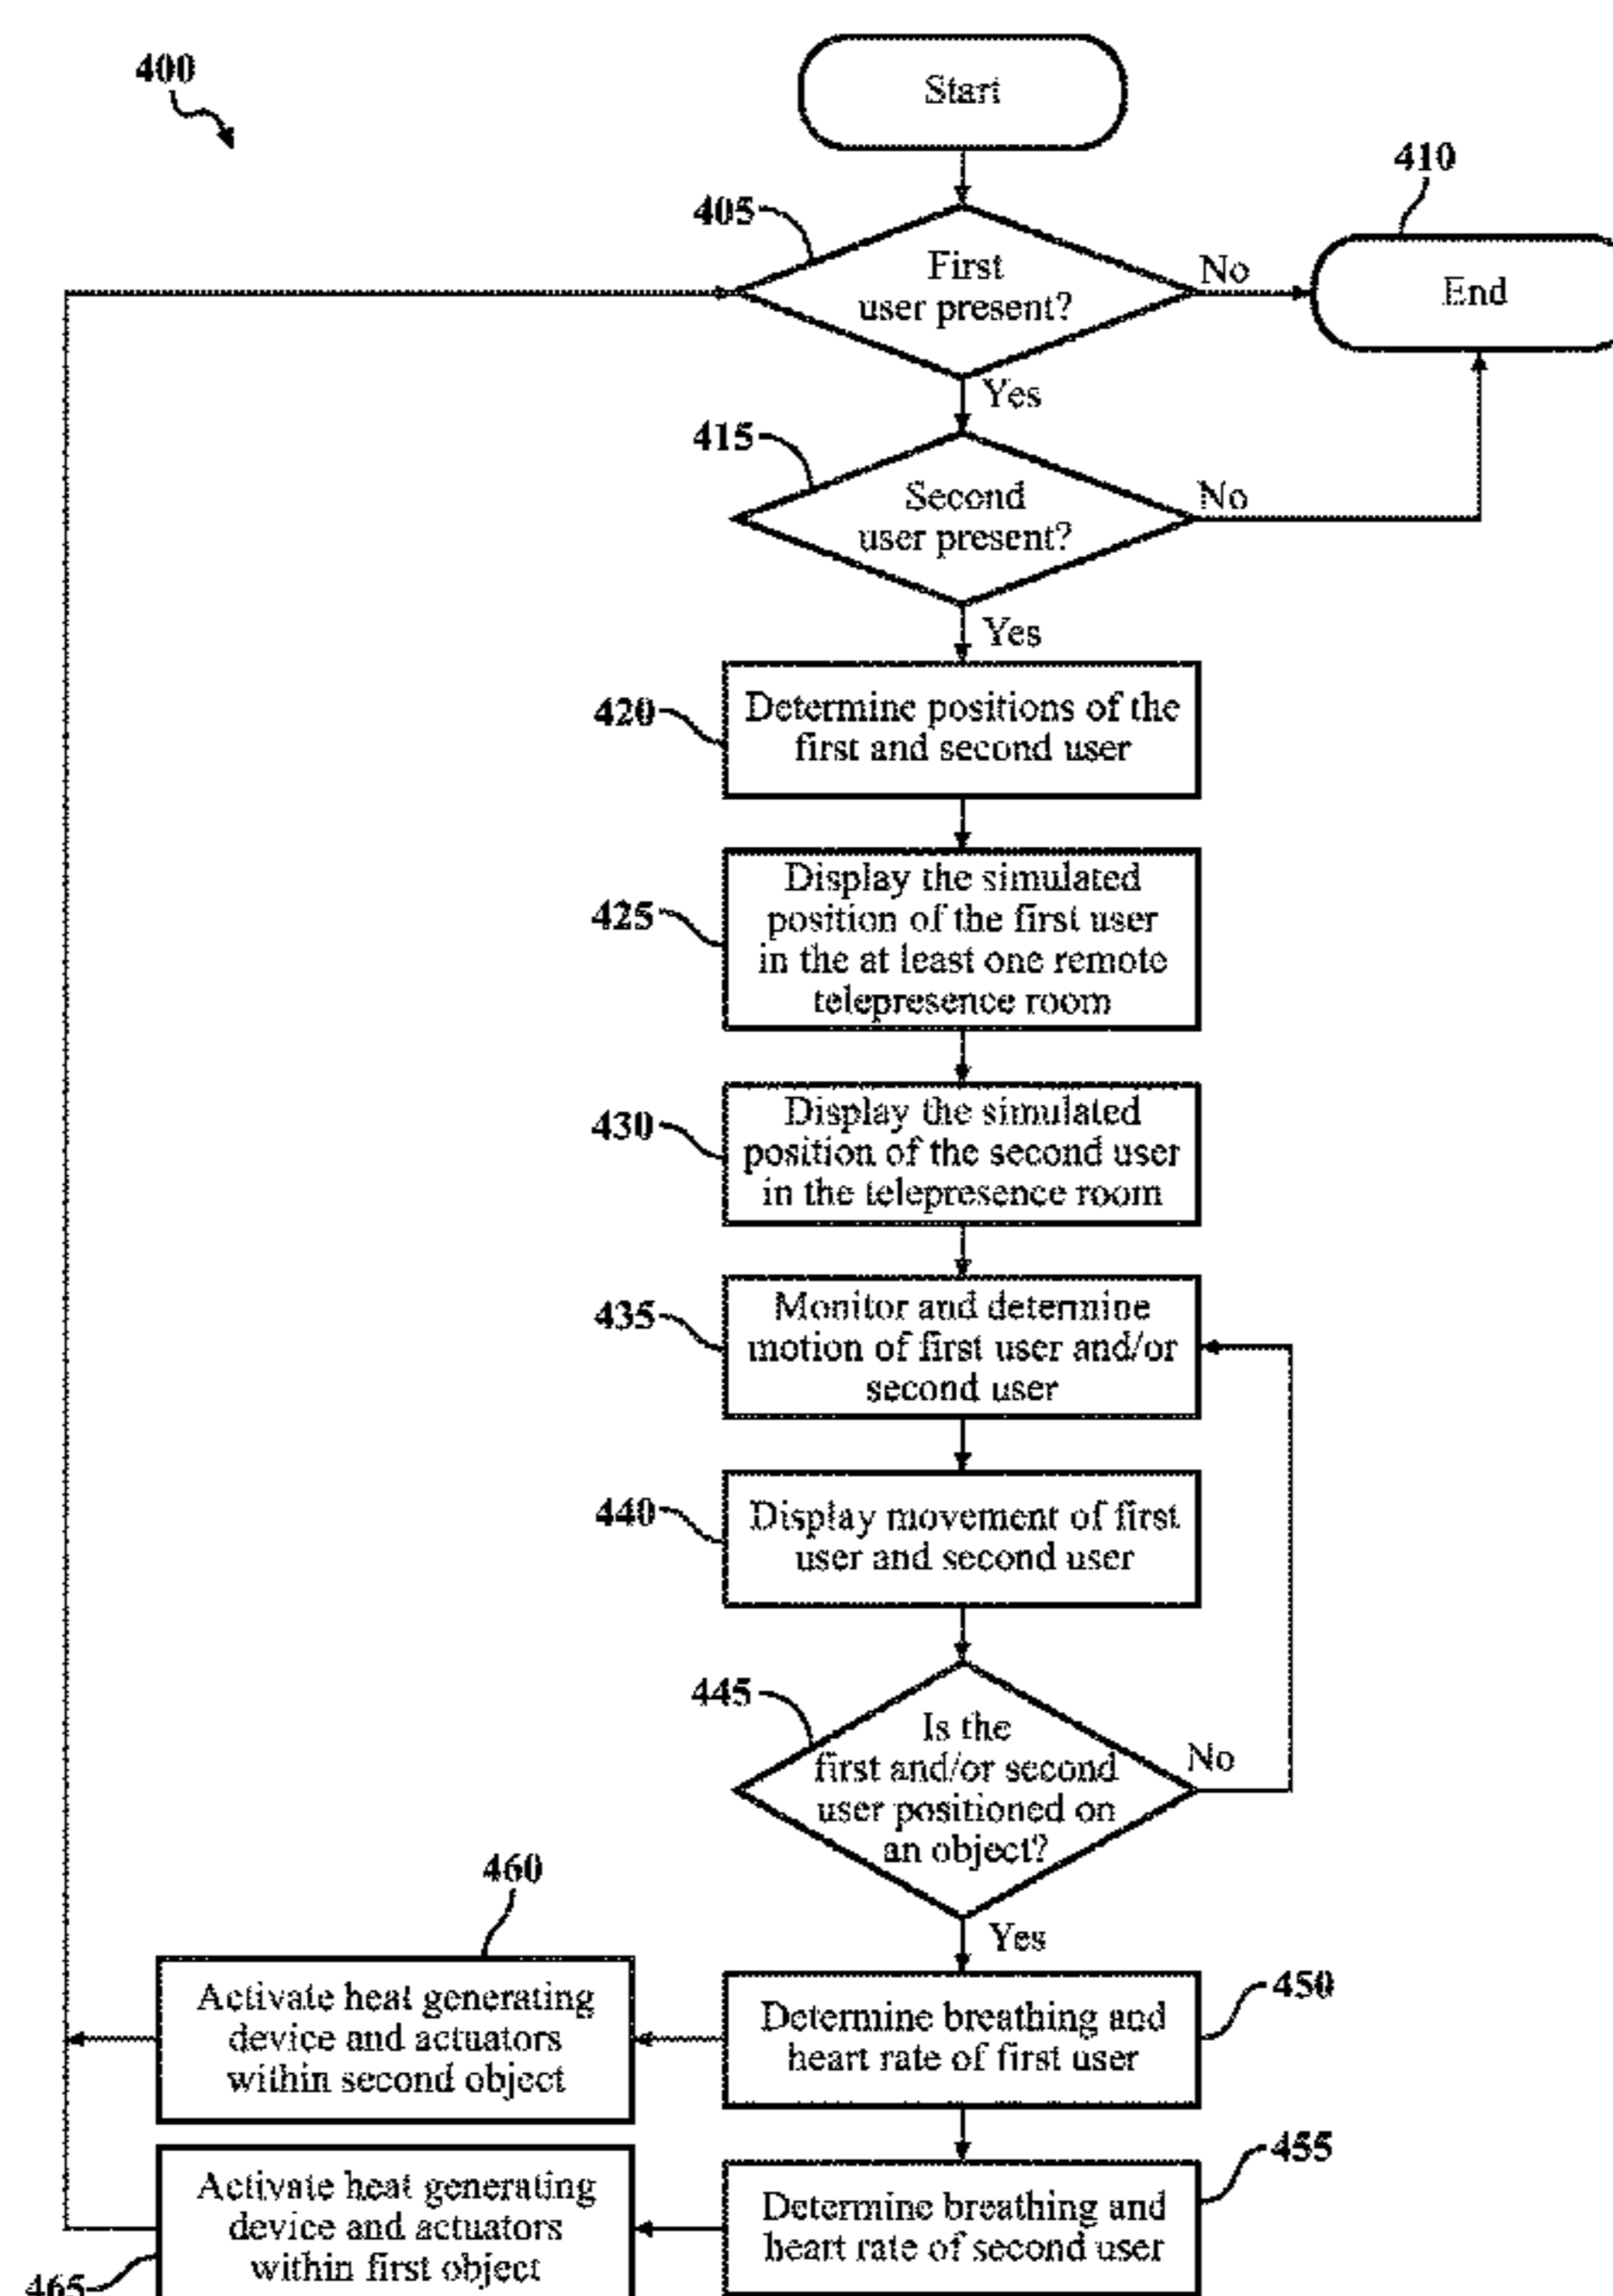 400
Start
410
405
First
user present?
No
End
Yes
415
Second
user present?
No
Yes
420
Determine positions of the
first and second user
425
Display the simulated
position of the first user
in the at least one remote
telepresence room
430
Display the simulated
position of the second user
in the telepresence room
435
Monitor and determine
motion of first user and/or
second user
440
Display movement of first
user and second user
445
Is the
first and/or second
user positioned on
an object?
No
Yes
460
Activate heat generating
device and actuators
within second object
450
Determine breathing and
heart rate of first user
455
Determine breathing and
heart rate of second user
Activate heat generating
device and actuators
within first object
465